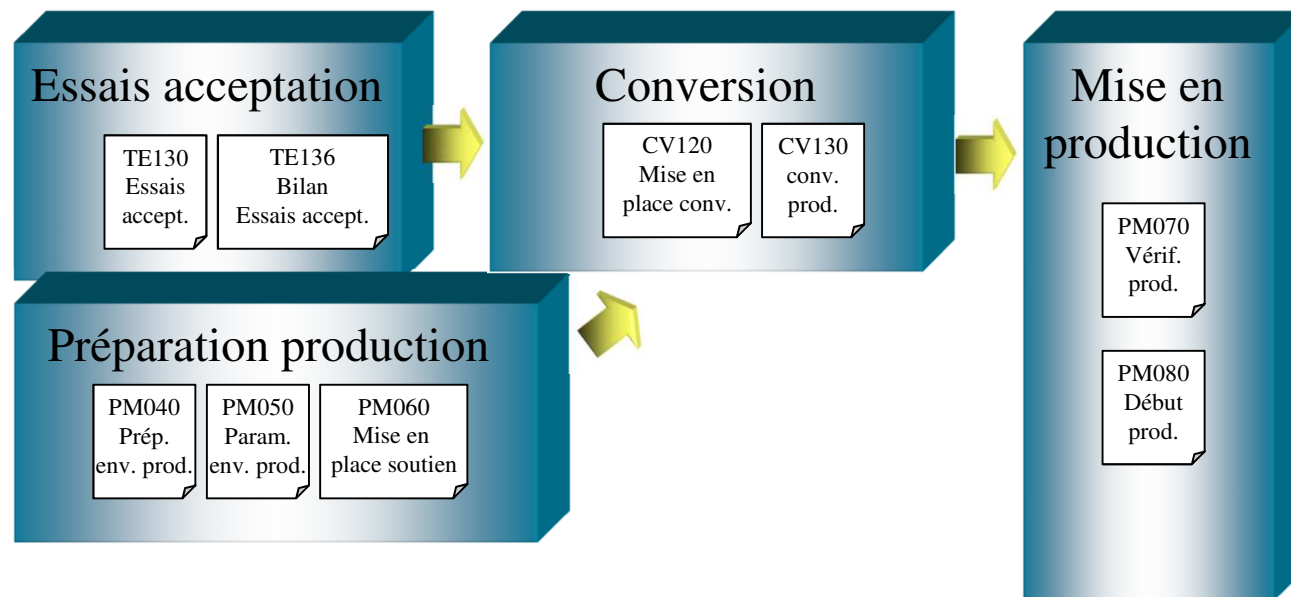 Essais acceptation
TE130
Essais
accept.
TE136
Bilan
Essais accept.
Conversion
CV120
Mise en
place conv.
CV130
conv.
prod.
Mise en
production
PM070
Vérif.
prod.
PM080
Début
prod.
Préparation production
PM040
Prép.
env. prod.
PM050
Param.
env. prod.
PM060
Mise en
place soutien